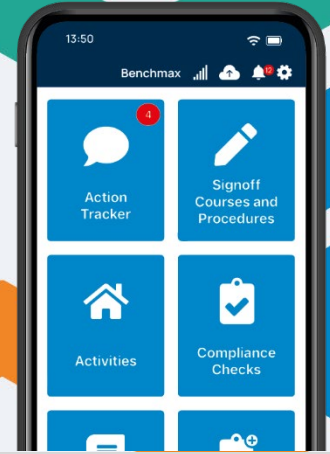 13:50
Benchmax
12
4
Action
Tracker
Signoff
Courses and
Procedures
Activities
Compliance
Checks